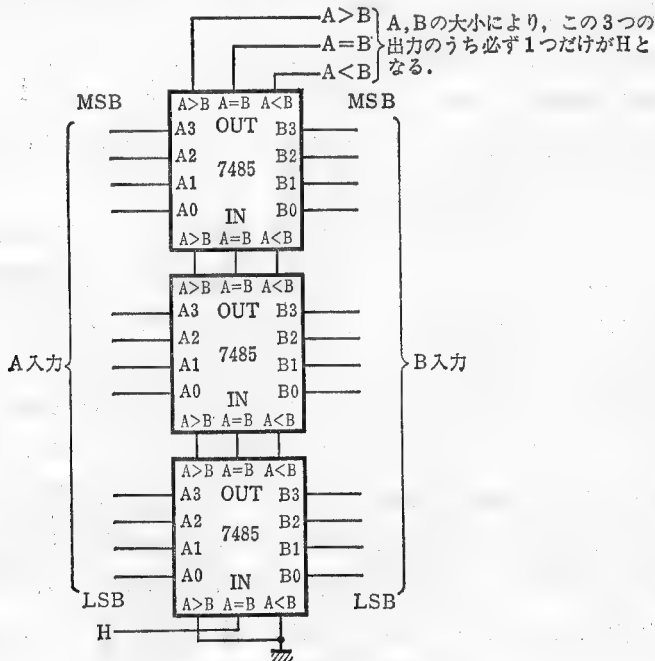 A>B
A=B
A<B
A,Bの大小により，この3つの
出力のうち必ず1つだけがHと
なる．
MSB
MSB
A>B A=B A<B
OUT
A3 B3
A2 B2
7485
A1 B1
A0 B0
IN
A>B A=B A<B
A>B A=B A<B
A3 OUT B3
A2 B2
7485
A1 B1
A0 B0
IN
A>B A=B A<B
A入力
B入力
A>B A=B A<B
A3 OUT B3
A2 B2
7485
A1 B1
A0 B0
IN
A>B A=B A<B
LSB
LSB
H